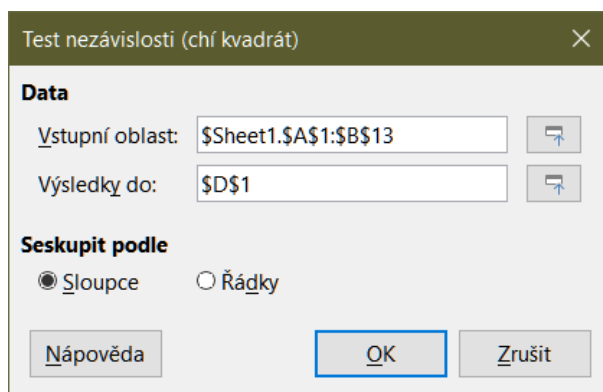 Test nezávislosti (chí kvadrát)
Data
Vstupní oblast: $Sheet1.$A$1:$B$13
Výsledky do: $D$1
Seskupit podle
Sloupce Řádky
Nápověda OK Zrušit